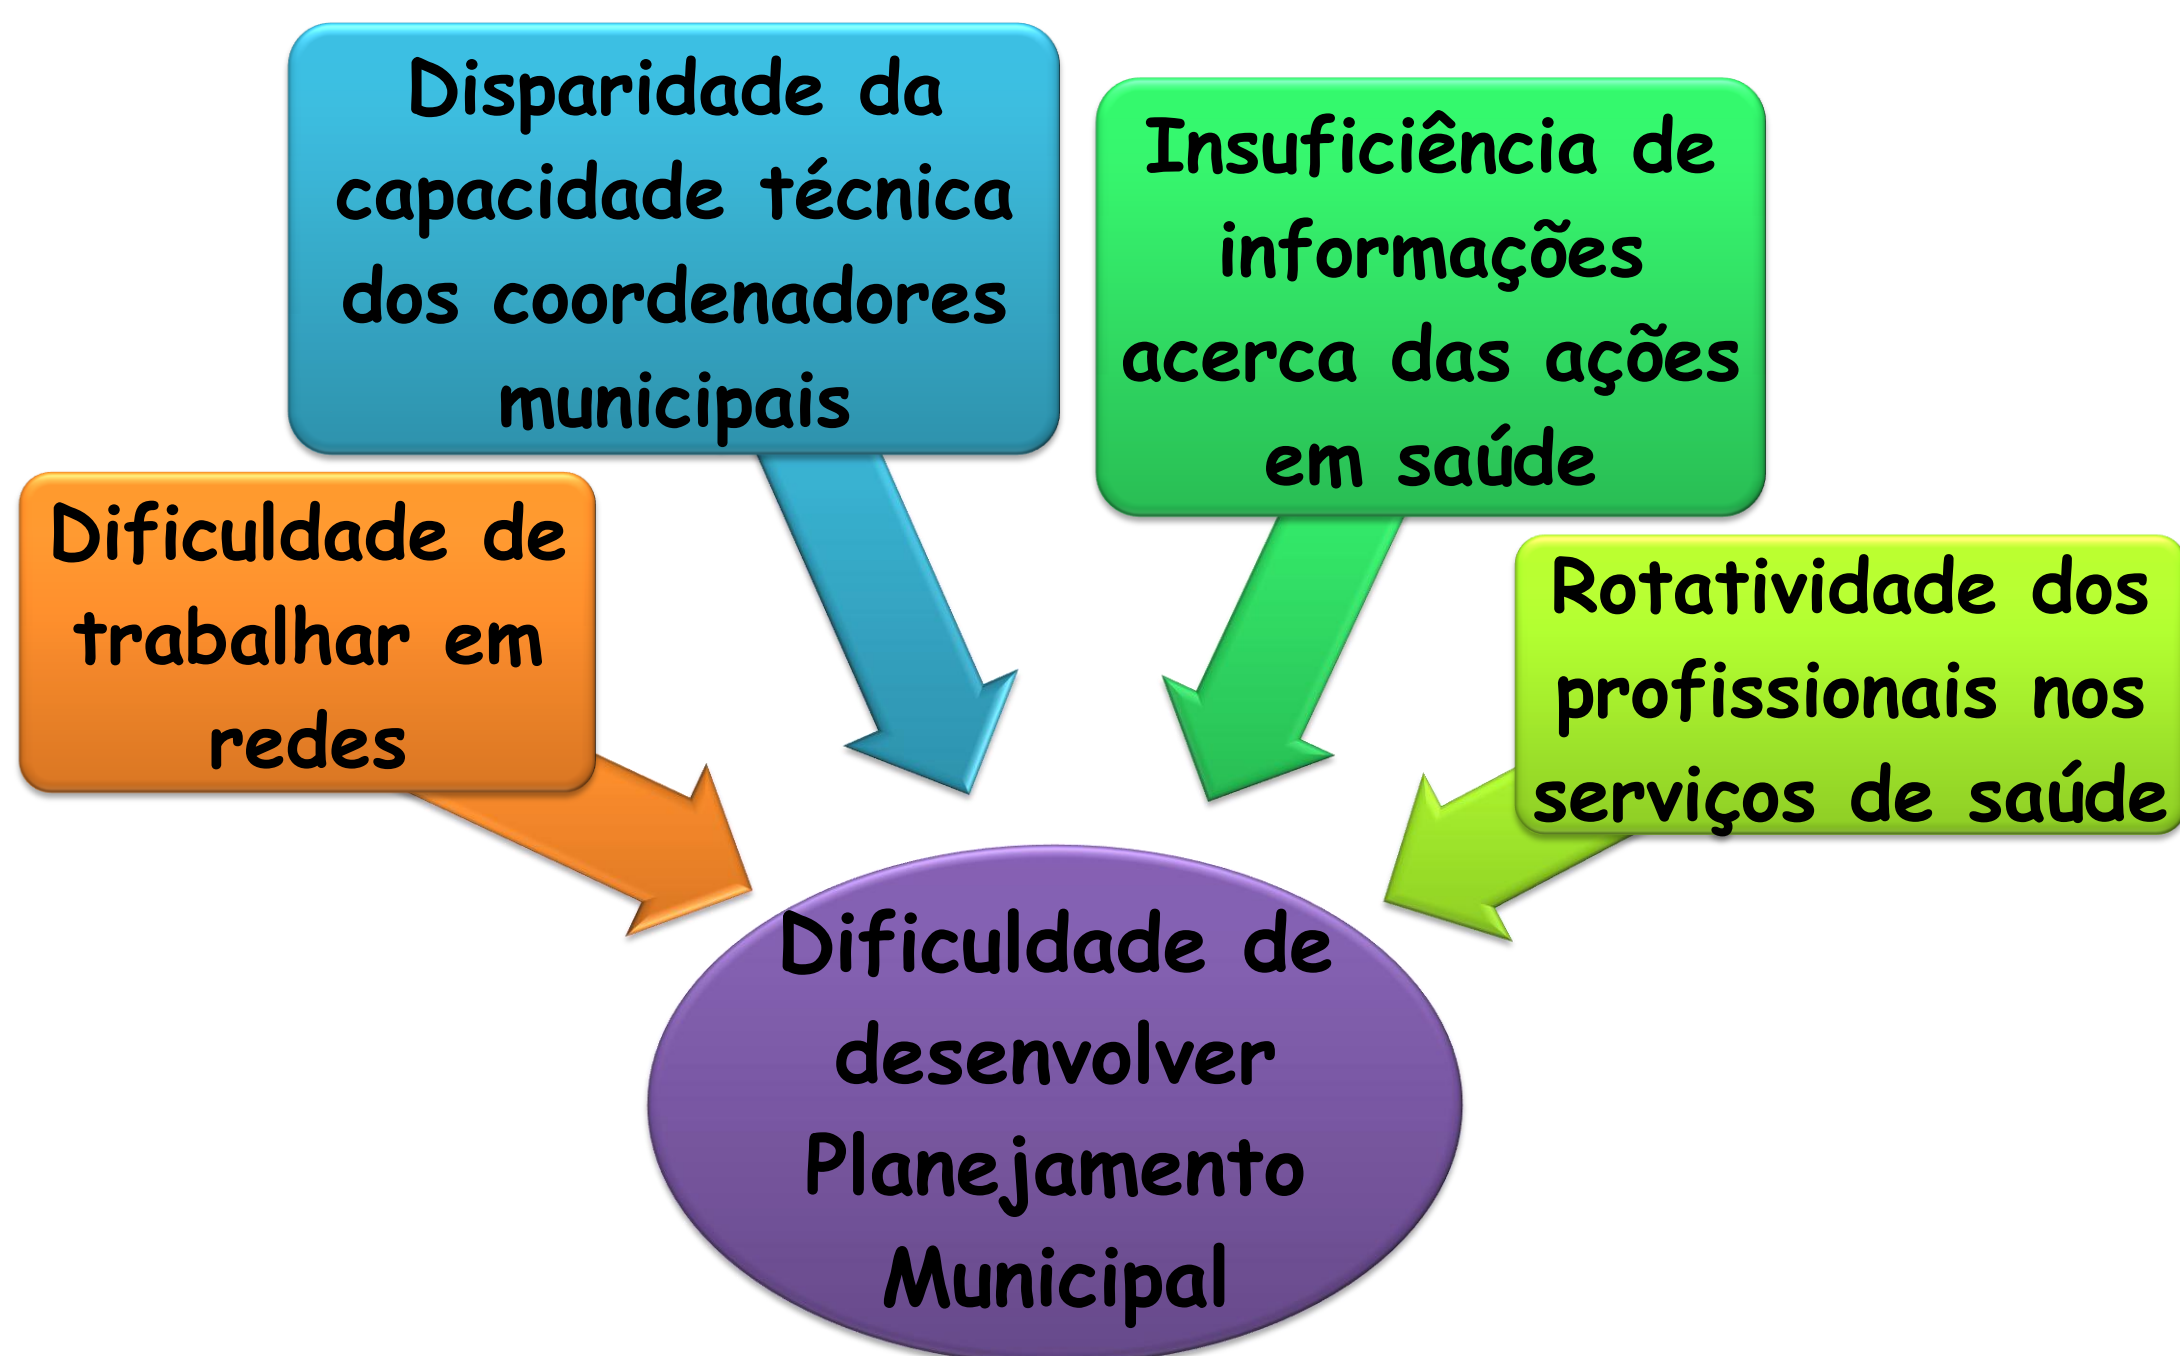 Disparidade da
capacidade técnica
dos coordenadores
municipais
Insuficiência de
informações
acerca das ações
em saúde
Dificuldade de
trabalhar em
redes
Rotatividade dos
profissionais nos
serviços de saúde
Dificuldade de
desenvolver
Planejamento
Municipal